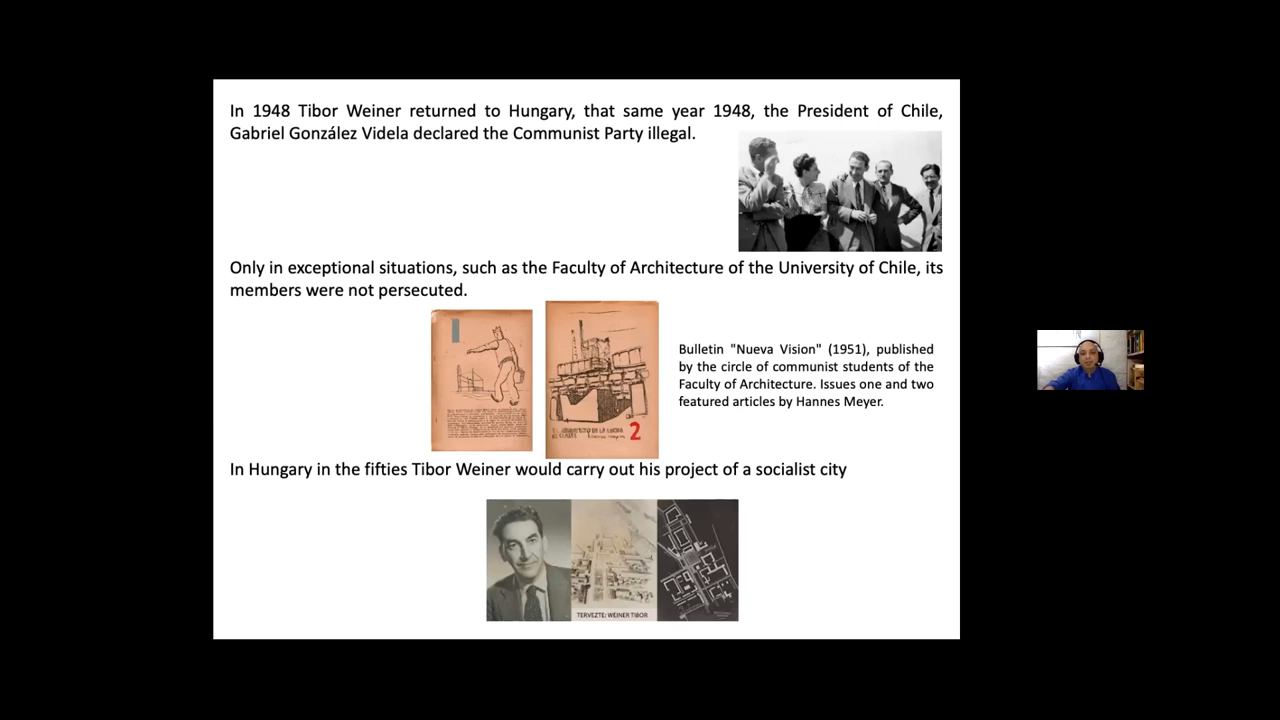 In 1948 Tibor Weiner returned to Hungary, that same year 1948, the President of Chile,
Gabriel González Videla declared the Communist Party illegal.
Only in exceptional situations, such as the Faculty of Architecture of the University of Chile, its
members were not persecuted.
Bulletin "Nueva Vision" (1951), published
by the circle of communist students of the
Faculty of Architecture. Issues one and two
featured articles by Hannes Meyer.
DE LA LUCHA
2
In Hungary in the fifties Tibor Weiner would carry out his project of a socialist city
TERVEZTE: WEINER TIBOR